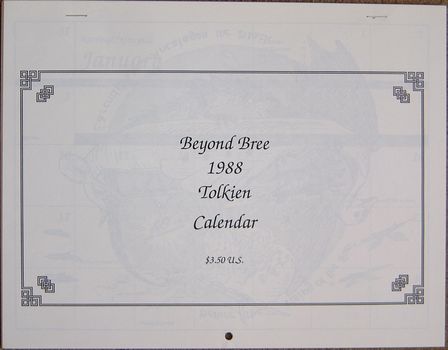 Beyond Bree
1988
Tolkien
Calendar
$3.50 U.S.